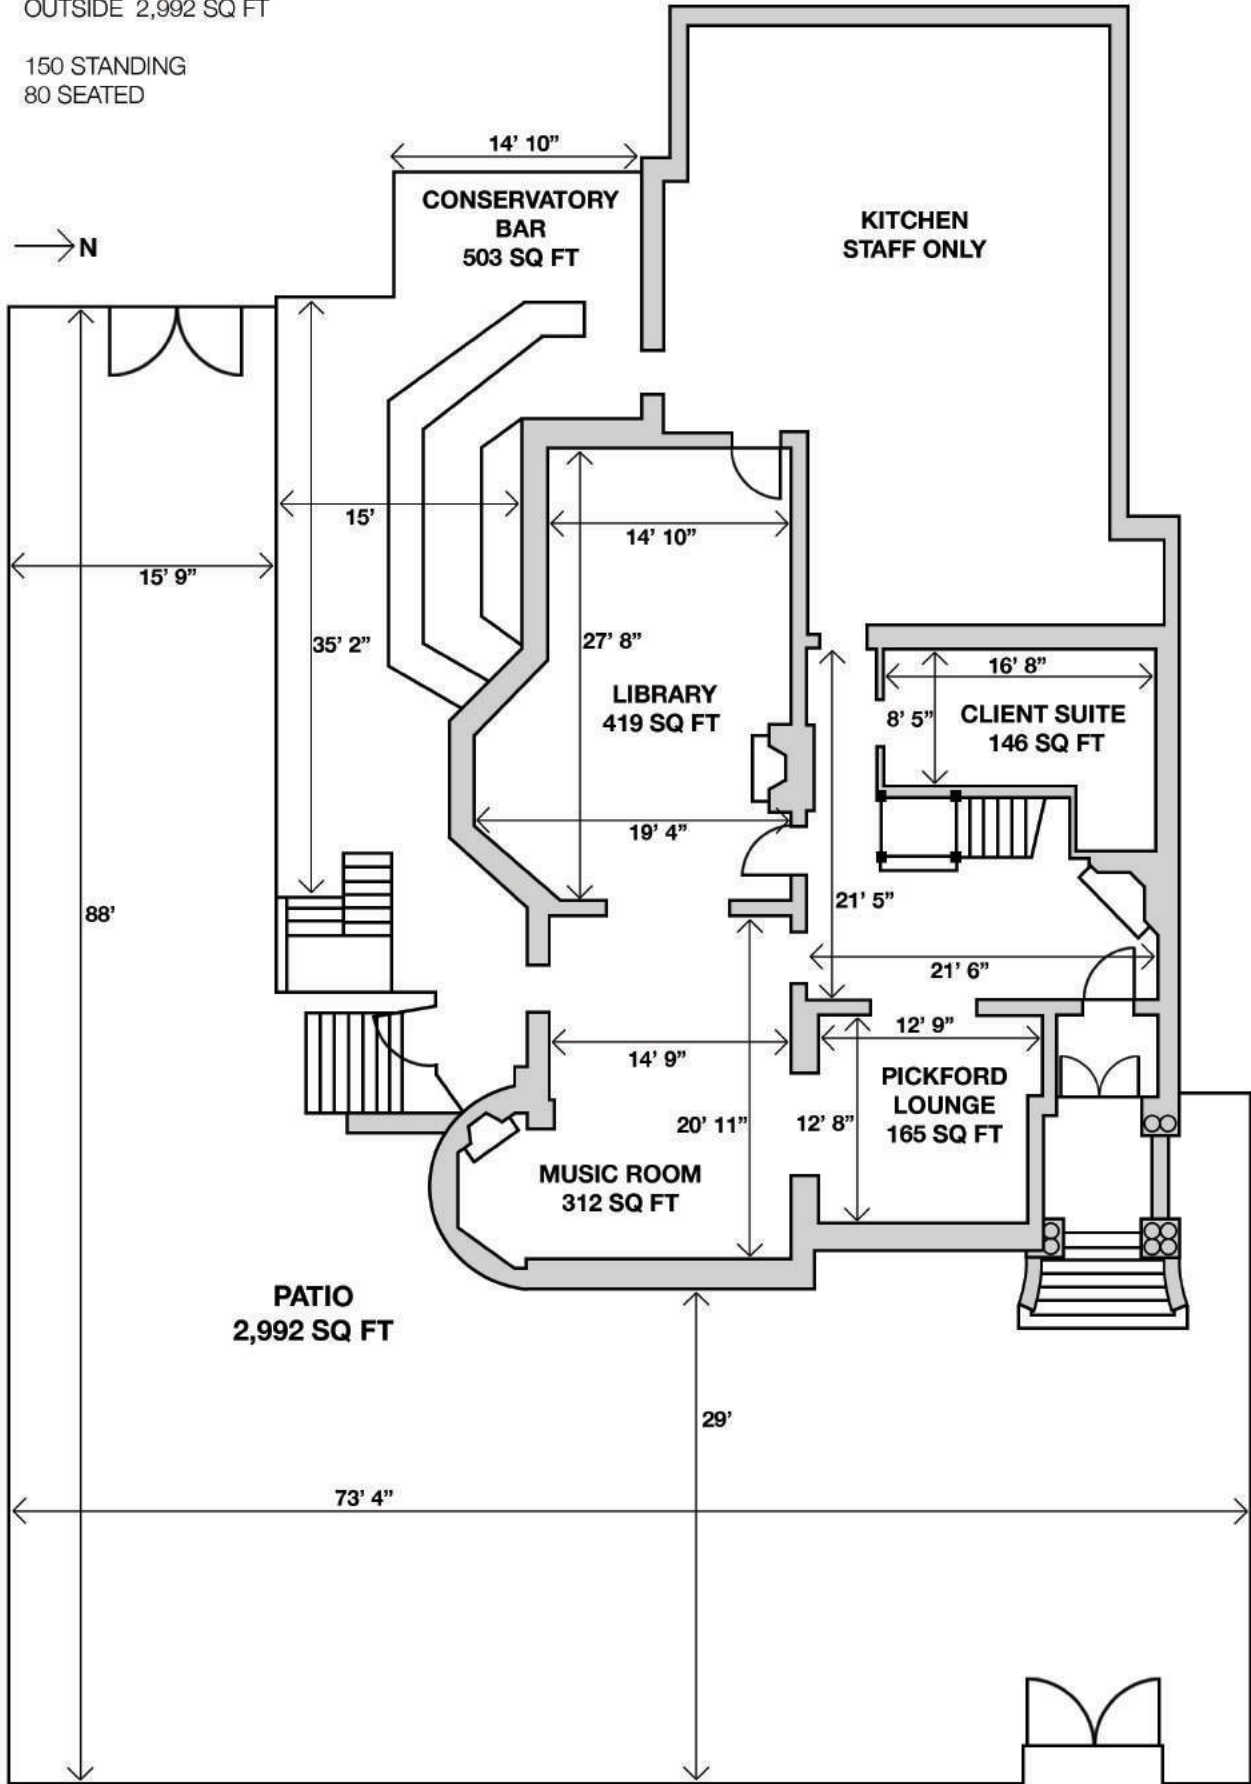 OUTSIDE 2,992 SQ FT
150 STANDING
80 SEATED
14’ 10”
CONSERVATORY
BAR
503 SQ FT
KITCHEN
STAFF ONLY
N
15’
14’ 10”
15’ 9”
35’ 2”
27’ 8”
16’ 8”
LIBRARY
419 SQ FT
8’ 5”
CLIENT SUITE
146 SQ FT
19’ 4”
88’
21’ 5”
21’ 6”
12’ 9”
14’ 9”
PICKFORD
LOUNGE
165 SQ FT
20’ 11”
12’ 8”
MUSIC ROOM
312 SQ FT
PATIO
2,992 SQ FT
29’
73’ 4”